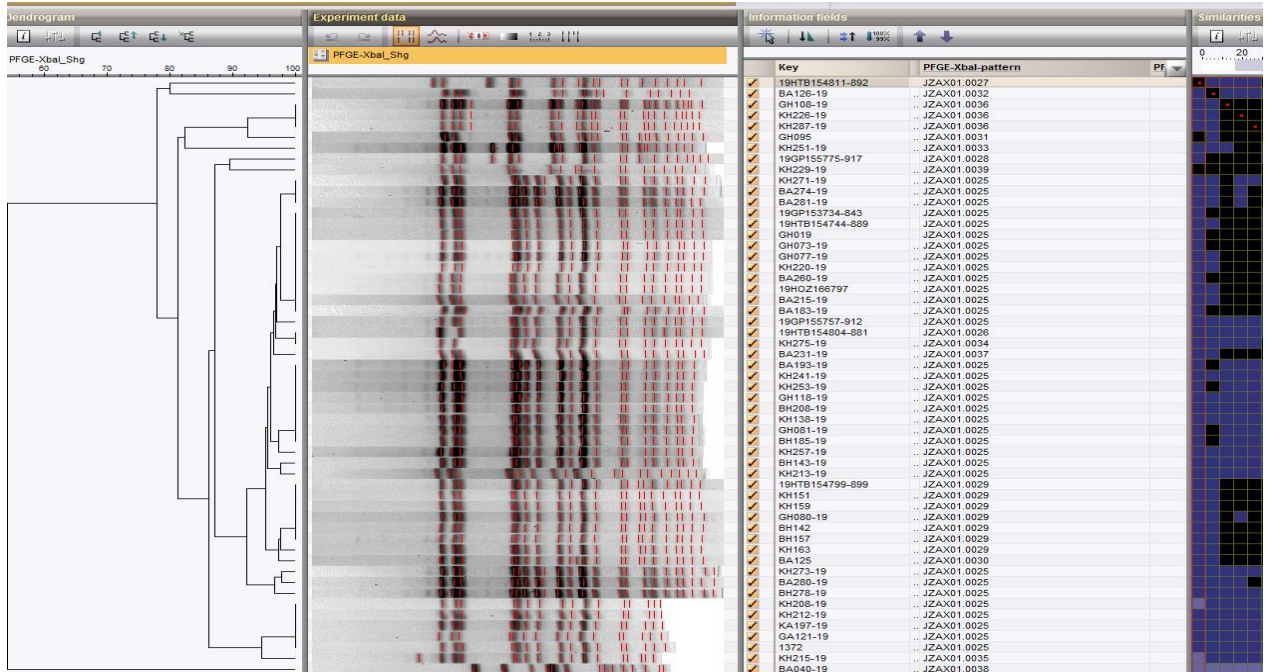 Dendrogram
Experiment data
Information fields
Similarities
PFGE-XbaI_Shg
60 70 80 90 100
PFGE-XbaI_Shg
0 20
Key PFGE-XbaI-pattern PF
19HTB154811-892 JZAX01.0027
BA126-19 .. JZAX01.0032
GH108-19 .. JZAX01.0036
KH226-19 .. JZAX01.0036
KH287-19 .. JZAX01.0036
GH095 .. JZAX01.0031
KH251-19 .. JZAX01.0033
19GP155775-917 .. JZAX01.0028
KH229-19 .. JZAX01.0039
KH271-19 .. JZAX01.0025
BA274-19 .. JZAX01.0025
BA281-19 .. JZAX01.0025
19GP153734-843 .. JZAX01.0025
19HTB154744-889 .. JZAX01.0025
GH019 .. JZAX01.0025
GH073-19 .. JZAX01.0025
GH077-19 .. JZAX01.0025
KH220-19 .. JZAX01.0025
BA260-19 .. JZAX01.0025
19HOZ166797 .. JZAX01.0025
BA215-19 .. JZAX01.0025
BA183-19 .. JZAX01.0025
19GP155757-912 .. JZAX01.0025
19HTB154804-881 .. JZAX01.0026
KH275-19 .. JZAX01.0034
BA231-19 .. JZAX01.0037
BA193-19 .. JZAX01.0025
KH241-19 .. JZAX01.0025
KH253-19 .. JZAX01.0025
GH118-19 .. JZAX01.0025
BH208-19 .. JZAX01.0025
KH138-19 .. JZAX01.0025
GH081-19 .. JZAX01.0025
BH185-19 .. JZAX01.0025
KH257-19 .. JZAX01.0025
BH143-19 .. JZAX01.0025
KH213-19 .. JZAX01.0025
19HTB154799-899 .. JZAX01.0029
KH151 .. JZAX01.0029
KH159 .. JZAX01.0029
GH080-19 .. JZAX01.0029
BH142 .. JZAX01.0029
BH157 .. JZAX01.0029
KH163 .. JZAX01.0029
BA125 .. JZAX01.0030
KH273-19 .. JZAX01.0025
BA280-19 .. JZAX01.0025
BH278-19 .. JZAX01.0025
KH208-19 .. JZAX01.0025
KH212-19 .. JZAX01.0025
KA197-19 .. JZAX01.0025
GA121-19 .. JZAX01.0025
1372 .. JZAX01.0025
KH215-19 .. JZAX01.0035
BA040-19 .. JZAX01.0038